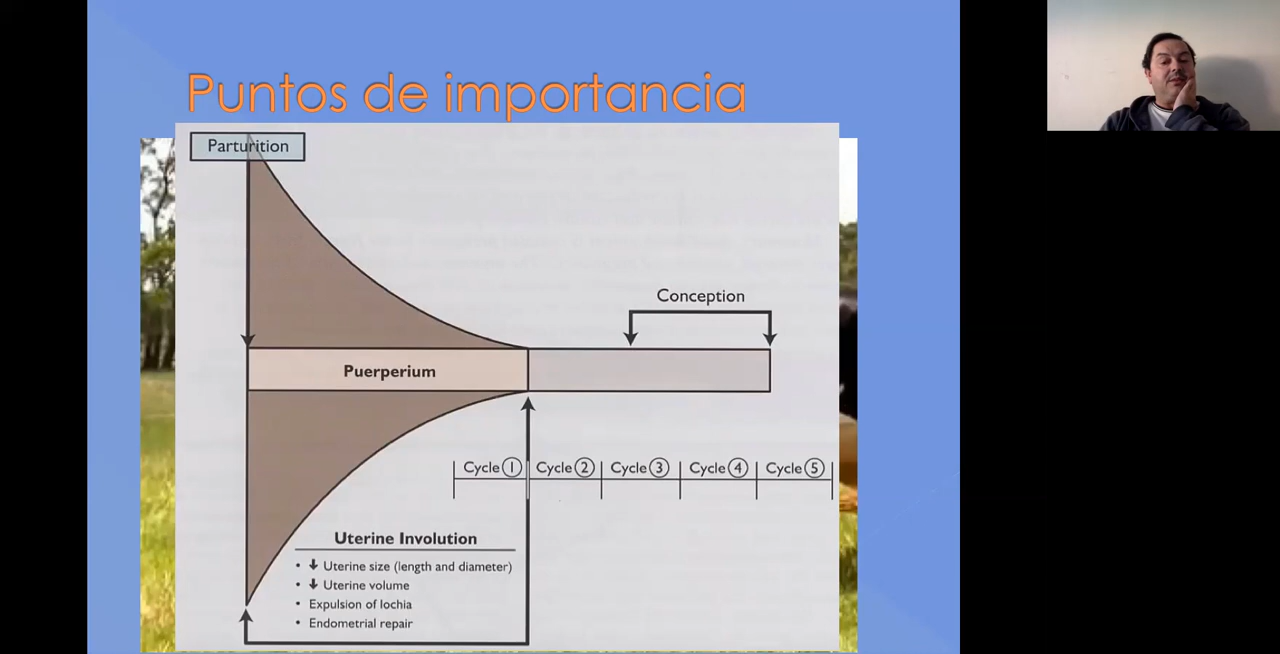 Puntos de importancia
Parturition
Conception
Puerperium
Cycle 1 Cycle 2 Cycle 3 Cycle 4 Cycle 5
Uterine Involution
• ↓ Uterine size (length and diameter)
• ↓ Uterine volume
• Expulsion of lochia
• Endometrial repair